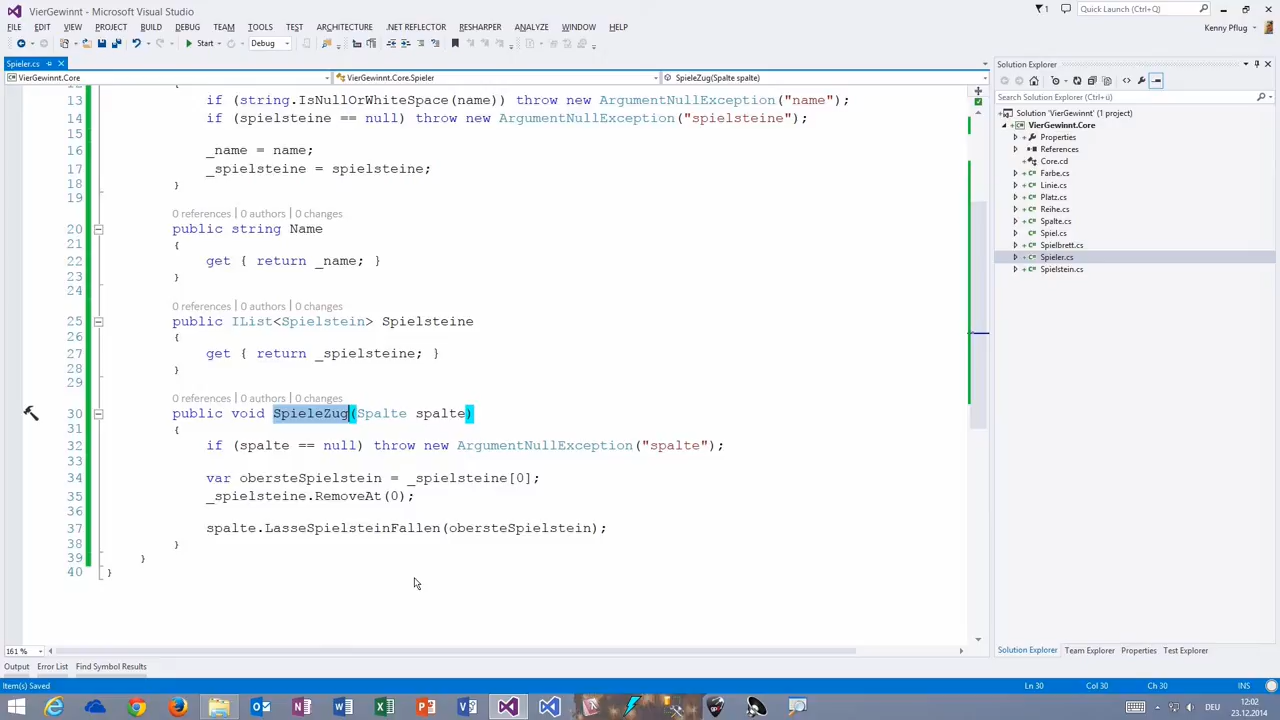 VierGewinnt - Microsoft Visual Studio
1
Quick Launch (Ctrl+Q)
FILE EDIT VIEW PROJECT BUILD DEBUG TEAM TOOLS TEST ARCHITECTURE .NET REFLECTOR RESHARPER ANALYZE WINDOW HELP
Kenny Pflug
Start Debug
Spieler.cs
VierGewinnt.Core VierGewinnt.Core.Spieler SpieleZug(Spalte spalte)
12 {
13 if (string.IsNullOrWhiteSpace(name)) throw new ArgumentNullException("name");
14 if (spielsteine == null) throw new ArgumentNullException("spielsteine");
15
16 _name = name;
17 _spielsteine = spielsteine;
18 }
19
0 references | 0 authors | 0 changes
20 public string Name
21 {
22 get { return _name; }
23 }
24
0 references | 0 authors | 0 changes
25 public IList<Spielstein> Spielsteine
26 {
27 get { return _spielsteine; }
28 }
29
0 references | 0 authors | 0 changes
30 public void SpieleZug(Spalte spalte)
31 {
32 if (spalte == null) throw new ArgumentNullException("spalte");
33
34 var obersteSpielstein = _spielsteine[0];
35 _spielsteine.RemoveAt(0);
36
37 spalte.LasseSpielsteinFallen(obersteSpielstein);
38 }
39 }
40 }
161 %
Solution Explorer
Search Solution Explorer (Ctrl+ü)
Solution 'VierGewinnt' (1 project)
VierGewinnt.Core
Properties
References
Core.cd
Farbe.cs
Linie.cs
Platz.cs
Reihe.cs
Spalte.cs
Spiel.cs
Spielbrett.cs
Spieler.cs
Spielstein.cs
Solution Explorer Team Explorer Properties Test Explorer
Output Error List Find Symbol Results
Item(s) Saved Ln 30 Col 30 Ch 30 INS
DEU
12:02
23.12.2014